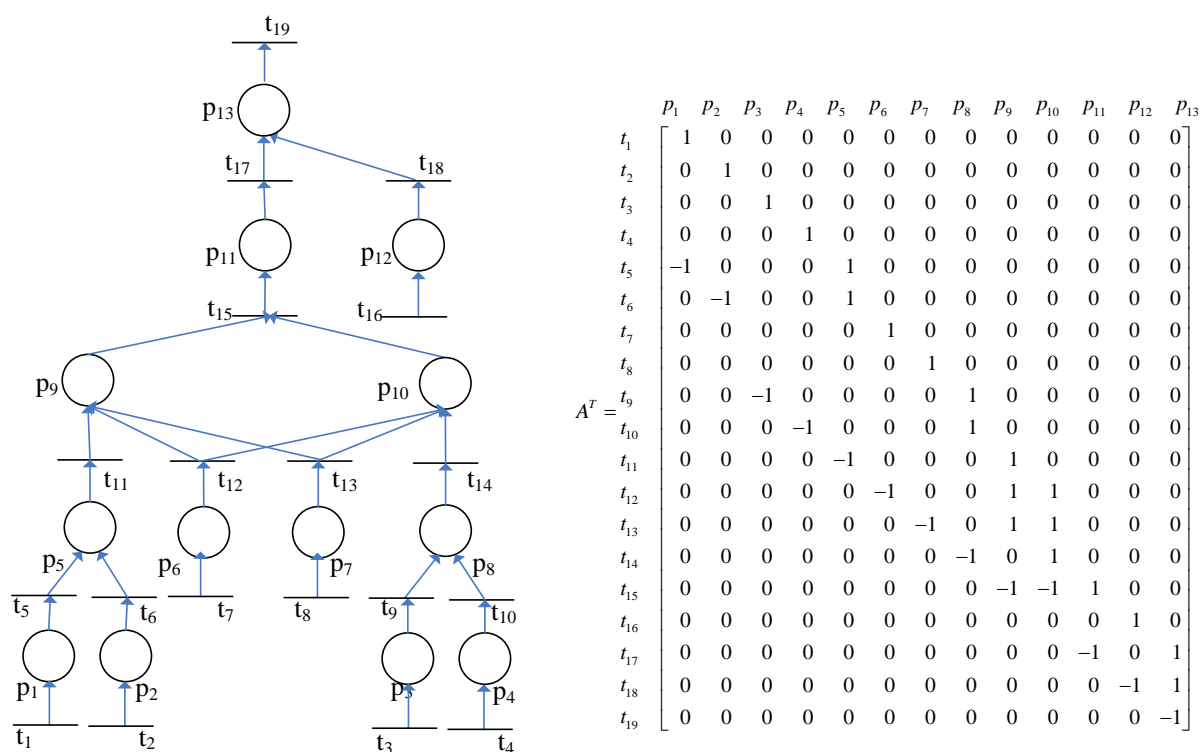 t₁₉
p₁₃
t₁₇ t₁₈
p₁₁ p₁₂
t₁₅ t₁₆
p₉ p₁₀
t₁₁ t₁₂ t₁₃ t₁₄
p₅ p₆ p₇ p₈
t₅ t₆ t₇ t₈ t₉ t₁₀
p₁ p₂ p₃ p₄
t₁ t₂ t₃ t₄
p₁ p₂ p₃ p₄ p₅ p₆ p₇ p₈ p₉ p₁₀ p₁₁ p₁₂ p₁₃
t₁ 1 0 0 0 0 0 0 0 0 0 0 0 0
t₂ 0 1 0 0 0 0 0 0 0 0 0 0 0
t₃ 0 0 1 0 0 0 0 0 0 0 0 0 0
t₄ 0 0 0 1 0 0 0 0 0 0 0 0 0
t₅ −1 0 0 0 1 0 0 0 0 0 0 0 0
t₆ 0 −1 0 0 1 0 0 0 0 0 0 0 0
t₇ 0 0 0 0 0 1 0 0 0 0 0 0 0
t₈ 0 0 0 0 0 0 1 0 0 0 0 0 0
t₉ 0 0 −1 0 0 0 0 1 0 0 0 0 0
Aᵀ =
t₁₀ 0 0 0 −1 0 0 0 1 0 0 0 0 0
t₁₁ 0 0 0 0 −1 0 0 0 1 0 0 0 0
t₁₂ 0 0 0 0 0 −1 0 0 1 1 0 0 0
t₁₃ 0 0 0 0 0 0 −1 0 1 1 0 0 0
t₁₄ 0 0 0 0 0 0 0 −1 0 1 0 0 0
t₁₅ 0 0 0 0 0 0 0 0 −1 −1 1 0 0
t₁₆ 0 0 0 0 0 0 0 0 0 0 0 1 0
t₁₇ 0 0 0 0 0 0 0 0 0 0 −1 0 1
t₁₈ 0 0 0 0 0 0 0 0 0 0 0 −1 1
t₁₉ 0 0 0 0 0 0 0 0 0 0 0 0 −1